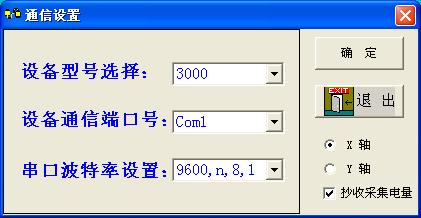 通信设置
设备型号选择： 3000
设备通信端口号： Com1
串口波特率设置： 9600,n,8,1
确 定
EXIT 退 出
X 轴
Y 轴
抄收采集电量